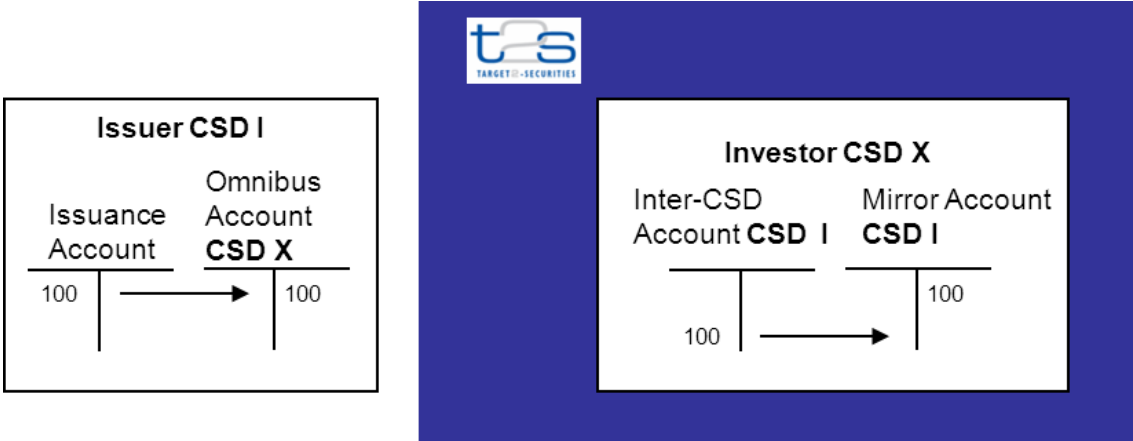 t2s
TARGET2-SECURITIES
Issuer CSD I
Issuance
Account
Omnibus
Account
CSD X
100
100
Investor CSD X
Inter-CSD
Account CSD I
Mirror Account
CSD I
100
100